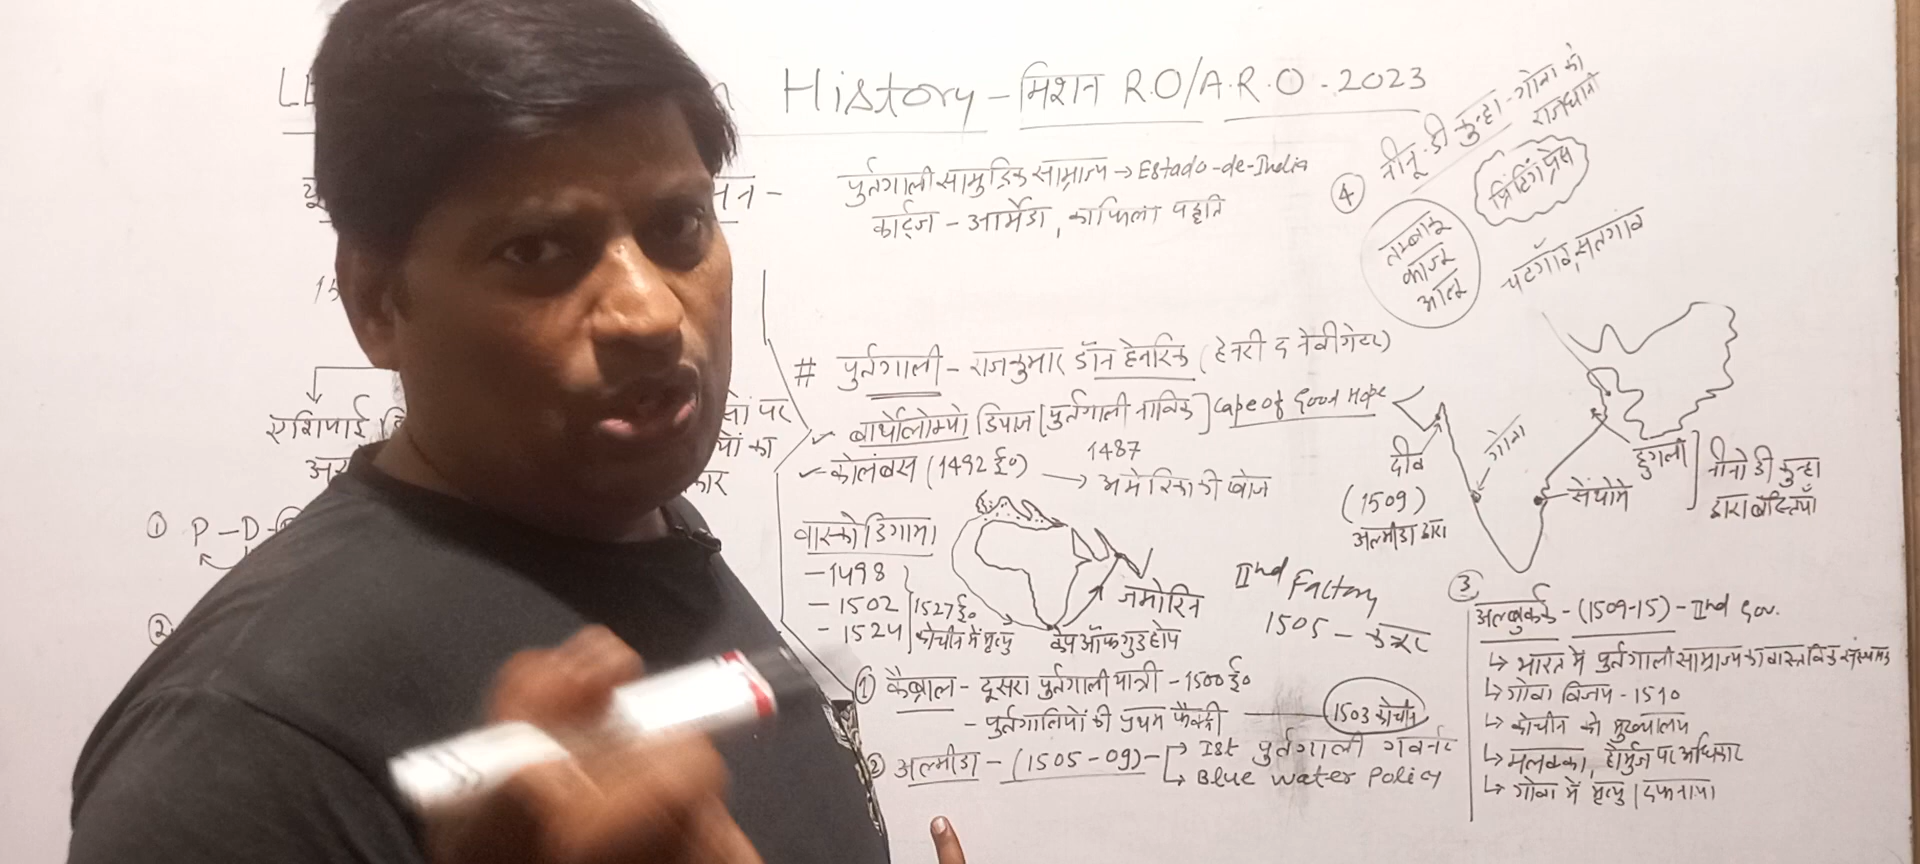 History - मिशन R.O/A.R.O - 2023
पुर्तगाली सामुद्रिक साम्राज्य → Estado-de-India
कार्ट्ज - आर्मेडा, काफिला पद्धति
# पुर्तगाली - राजकुमार डॉन हेनरिक (हेनरी द नेवीगेटर)
✓ बार्थोलोम्यो डियाज [पुर्तगाली नाविक] Cape of Good Hope
1487
✓ कोलंबस (1492 ई०) → अमेरिका की खोज
वास्को डिगामा
- 1498
- 1502
- 1524
1527 ई०
कोचीन में मृत्यु
केप ऑफ गुड होप
जमोरिन
IInd Factory
1505 - कन्नूर
① कैब्राल - दूसरा पुर्तगाली यात्री - 1500 ई०
- पुर्तगालियों की प्रथम फैक्ट्री - 1503 कोचीन
② अल्मीडा - (1505-09) - → Ist पुर्तगाली गवर्नर
↳ Blue Water Policy
एशियाई
① P - D -
②
④ नीनू-डी कुन्हा - गोवा को
राजधानी
प्रिंटिंग प्रेस
तम्बाकू
काजू
आलू
चटगाँव, सतगांव
दीव
(1509)
अल्मीडा द्वारा
गोवा
सेंथोमे
हुगली
नीनो डी कुन्हा
द्वारा बस्तियाँ
③
अल्बुकर्क - (1509-15) - IInd Gov.
↳ भारत में पुर्तगाली साम्राज्य का वास्तविक संस्थापक
↳ गोवा विजय - 1510
↳ कोचीन को मुख्यालय
↳ मलक्का, हौर्मुज पर अधिकार
↳ गोवा में मृत्यु / दफनाया